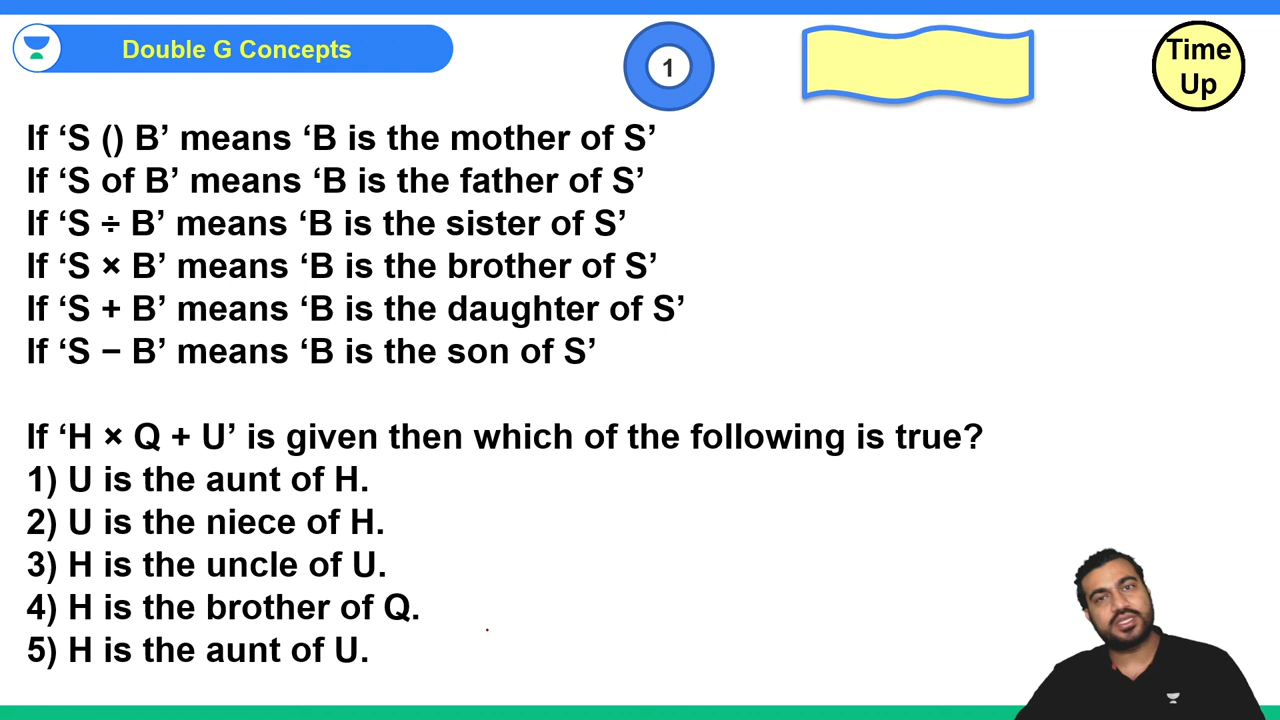 Double G Concepts
1
Time
Up
If ‘S () B’ means ‘B is the mother of S’
If ‘S of B’ means ‘B is the father of S’
If ‘S ÷ B’ means ‘B is the sister of S’
If ‘S × B’ means ‘B is the brother of S’
If ‘S + B’ means ‘B is the daughter of S’
If ‘S − B’ means ‘B is the son of S’
If ‘H × Q + U’ is given then which of the following is true?
1) U is the aunt of H.
2) U is the niece of H.
3) H is the uncle of U.
4) H is the brother of Q.
5) H is the aunt of U.